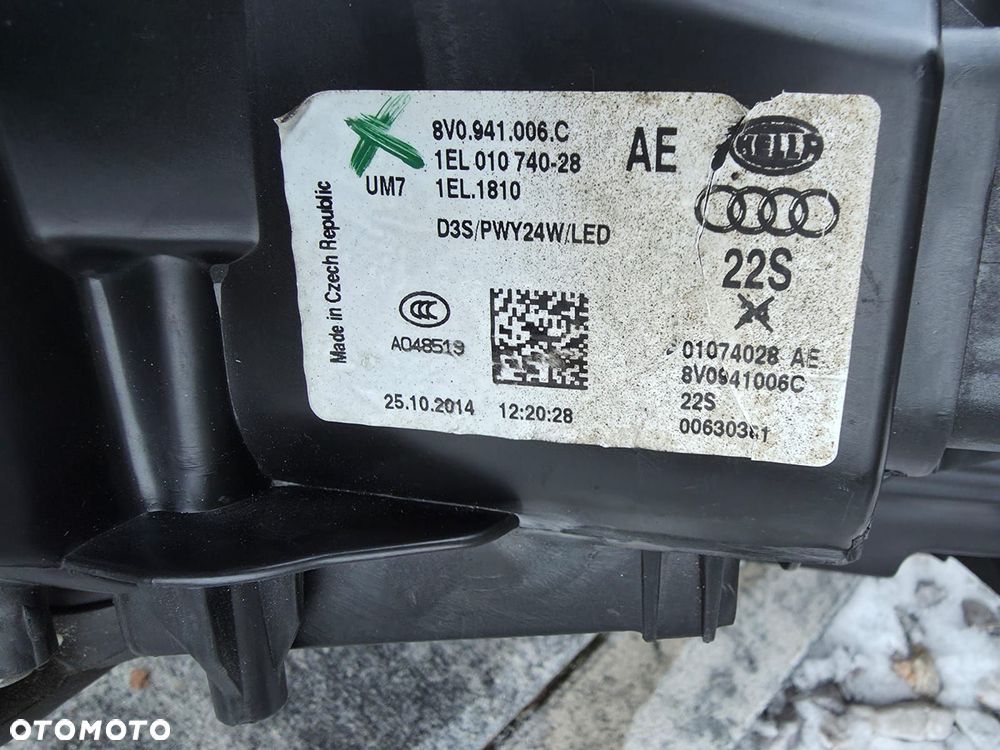 8V0.941.006.C
1EL 010 740-28
UM7 1EL.1810
AE
HELLA
D3S/PWY24W/LED
22S
Made in Czech Republic
CCC
A048519
25.10.2014 12:20:28
01074028 AE
8V0941006C
22S
OTOMOTO